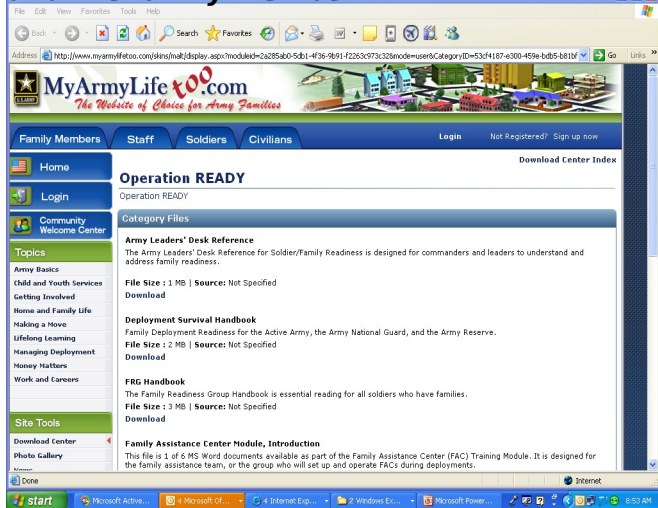 File Edit View Favorites Tools Help
Back Search Favorites
Address http://www.myarmylifetoo.com/skins/malt/display.aspx?moduleid=2a285ab0-5db1-4f36-9b91-f2263c973c32&mode=user&CategoryID=53cf4187-e300-459e-bdb5-b81bf Go Links »
U.S.ARMY
MyArmyLife too.com
The Website of Choice for Army Families
Family Members Staff Soldiers Civilians Login Not Registered? Sign up now
Download Center Index
Home
Operation READY
Login
Operation READY
Community
Welcome Center
Category Files
Army Leaders' Desk Reference
The Army Leaders' Desk Reference for Soldier/Family Readiness is designed for commanders and leaders to understand and
address family readiness.
File Size : 1 MB | Source: Not Specified
Download
Topics
Army Basics
Child and Youth Services
Getting Involved
Home and Family Life
Making a Move
Lifelong Learning
Managing Deployment
Money Matters
Work and Careers
Deployment Survival Handbook
Family Deployment Readiness for the Active Army, the Army National Guard, and the Army Reserve.
File Size : 2 MB | Source: Not Specified
Download
FRG Handbook
The Family Readiness Group Handbook is essential reading for all soldiers who have families.
File Size : 3 MB | Source: Not Specified
Download
Site Tools
Download Center
Photo Gallery
News
Family Assistance Center Module, Introduction
This file is 1 of 6 MS Word documents available as part of the Family Assistance Center (FAC) Training Module. It is designed for
the family assistance team, or the group who will set up and operate FACs during deployments.
Done Internet
start Microsoft Active... 4 Microsoft Of... 4 Internet Exp... 2 Windows Ex... Microsoft Power... 8:53 AM